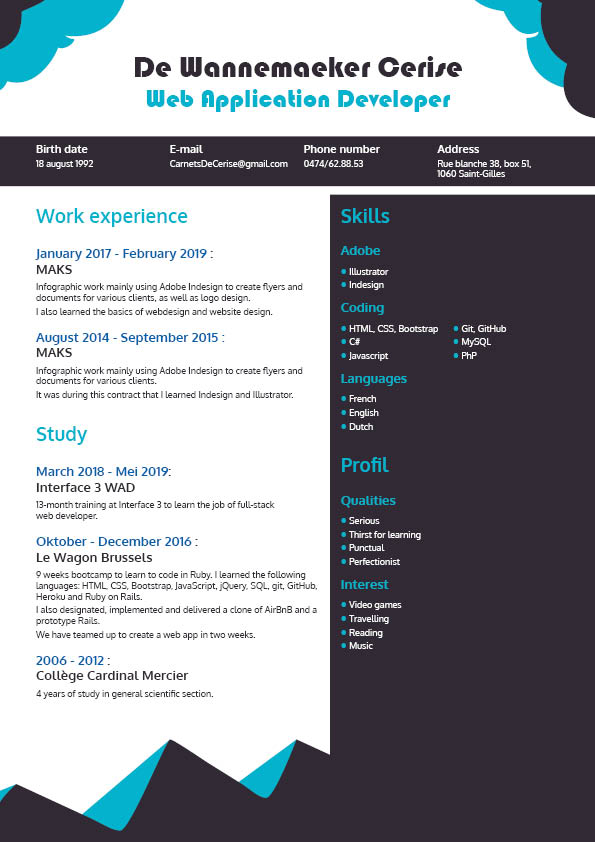 De Wannemaeker Cerise
Web Application Developer
Birth date
18 august 1992
E-mail
CarnetsDeCerise@gmail.com
Phone number
0474/62.88.53
Address
Rue blanche 38, box 51,
1060 Saint-Gilles
Work experience
January 2017 - February 2019 :
MAKS
Infographic work mainly using Adobe Indesign to create flyers and
documents for various clients, as well as logo design.
I also learned the basics of webdesign and website design.
August 2014 - September 2015 :
MAKS
Infographic work mainly using Adobe Indesign to create flyers and
documents for various clients.
It was during this contract that I learned Indesign and Illustrator.
Study
March 2018 - Mei 2019:
Interface 3 WAD
13-month training at Interface 3 to learn the job of full-stack
web developer.
Oktober - December 2016 :
Le Wagon Brussels
9 weeks bootcamp to learn to code in Ruby. I learned the following
languages: HTML, CSS, Bootstrap, JavaScript, jQuery, SQL, git, GitHub,
Heroku and Ruby on Rails.
I also designated, implemented and delivered a clone of AirBnB and a
prototype Rails.
We have teamed up to create a web app in two weeks.
2006 - 2012 :
Collège Cardinal Mercier
4 years of study in general scientific section.
Skills
Adobe
• Illustrator
• Indesign
Coding
• HTML, CSS, Bootstrap
• C#
• Javascript
• Git, GitHub
• MySQL
• PhP
Languages
• French
• English
• Dutch
Profil
Qualities
• Serious
• Thirst for learning
• Punctual
• Perfectionist
Interest
• Video games
• Travelling
• Reading
• Music